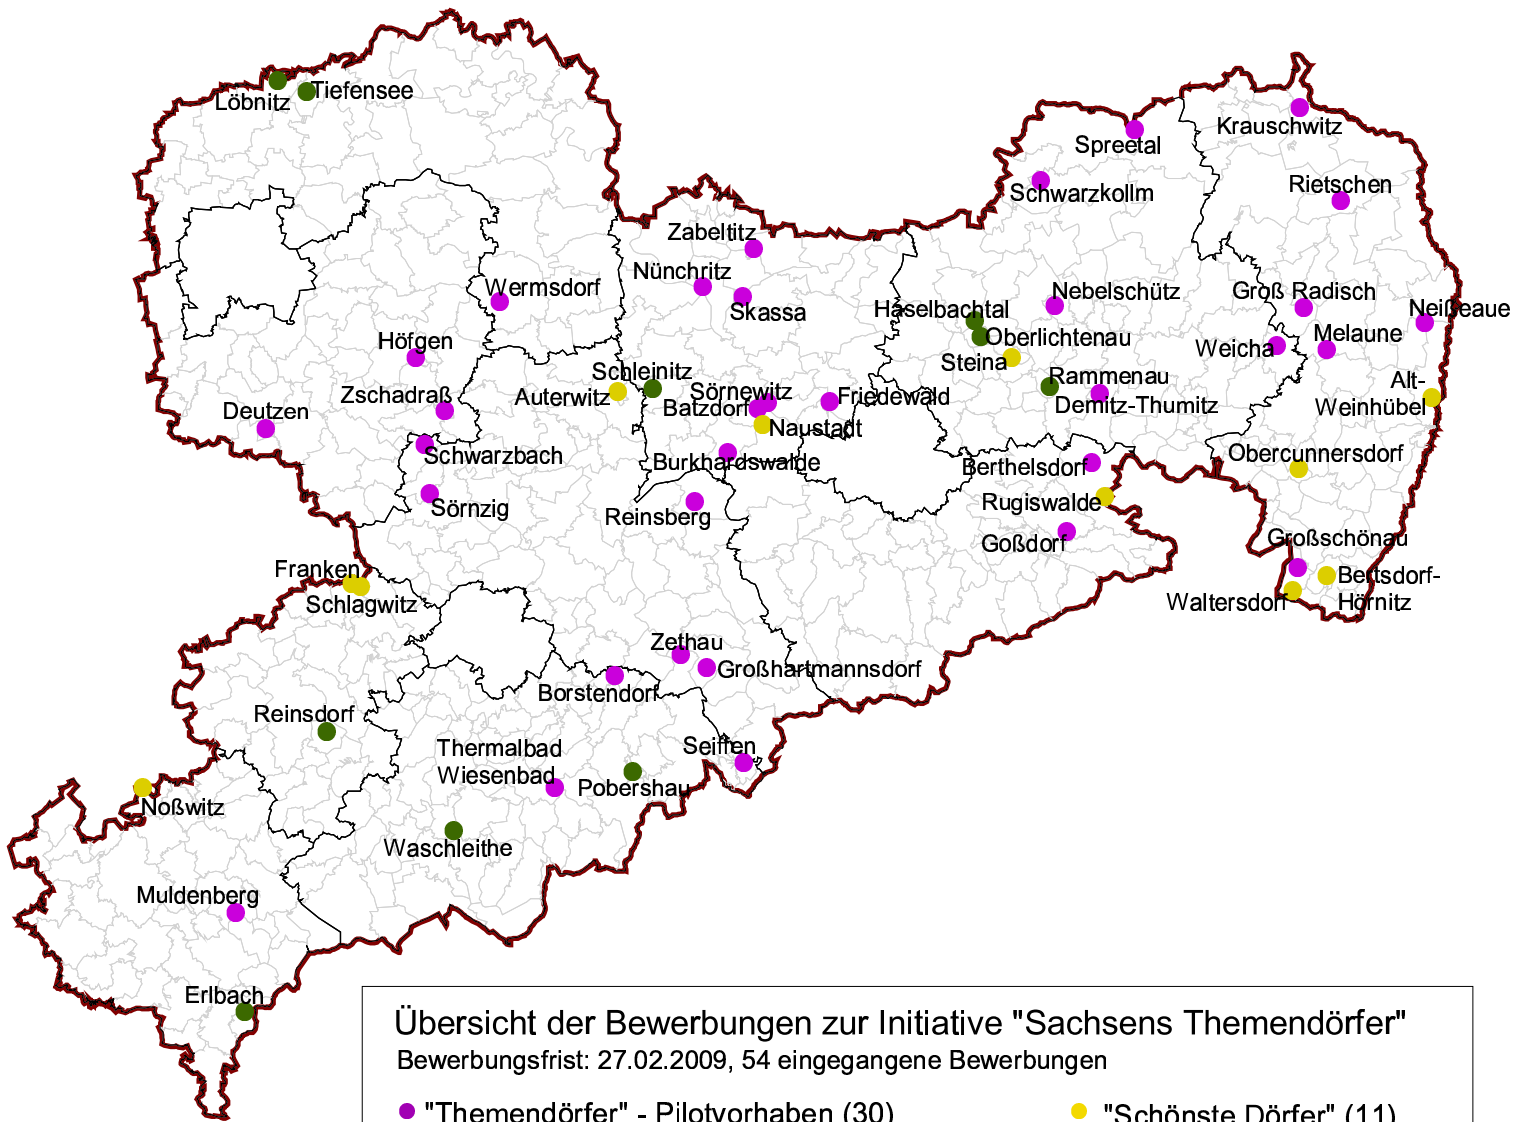 Löbnitz
Tiefensee
Krauschwitz
Spreetal
Rietschen
Schwarzkollm
Zabeltitz
Nünchritz
Wermsdorf
Skassa
Haselbachtal
Nebelschütz
Groß Radisch
Neißeaue
Oberlichtenau
Melaune
Weicha
Höfgen
Steina
Schleinitz
Rammenau
Alt-
Weinhübel
Zschadraß
Auterwitz
Sörnewitz
Friedewald
Batzdorf
Demitz-Thumitz
Deutzen
Naustadt
Schwarzbach
Burkhardswalde
Obercunnersdorf
Berthelsdorf
Rugiswalde
Sörnzig
Reinsberg
Goßdorf
Großschönau
Franken
Schlagwitz
Bertsdorf-
Hörnitz
Waltersdorf
Zethau
Großhartmannsdorf
Borstendorf
Reinsdorf
Thermalbad
Wiesenbad
Seiffen
Pobershau
Noßwitz
Waschleithe
Muldenberg
Erlbach
Übersicht der Bewerbungen zur Initiative "Sachsens Themendörfer"
Bewerbungsfrist: 27.02.2009, 54 eingegangene Bewerbungen
"Themendörfer" - Pilotvorhaben (30)
"Schönste Dörfer" (11)